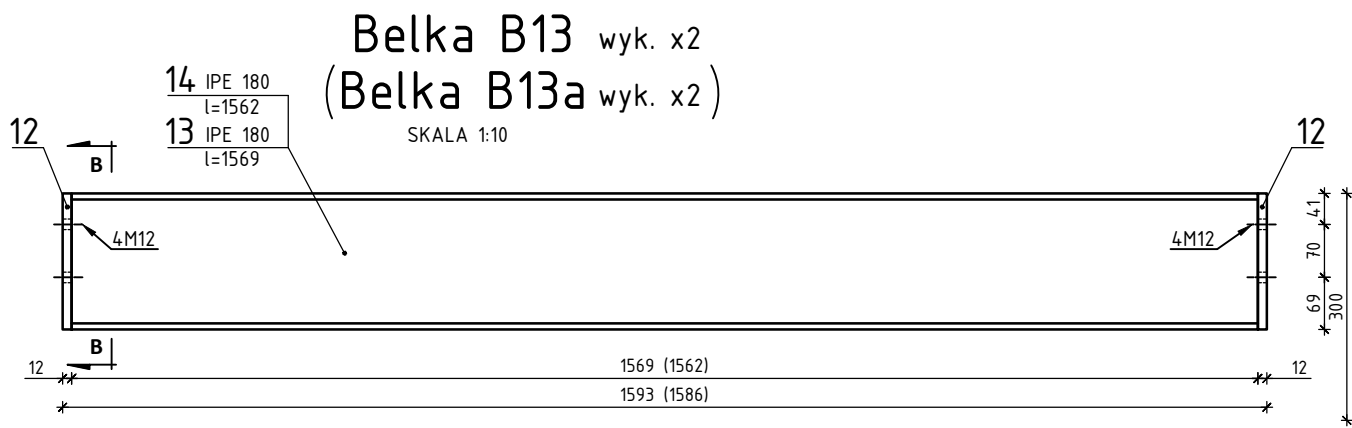 Belka B13 wyk. x2
(Belka B13a wyk. x2)
SKALA 1:10
14 IPE 180
l=1562
13 IPE 180
l=1569
12
B
12
4M12
4M12
41
70
69
300
B
12
1569 (1562)
12
1593 (1586)